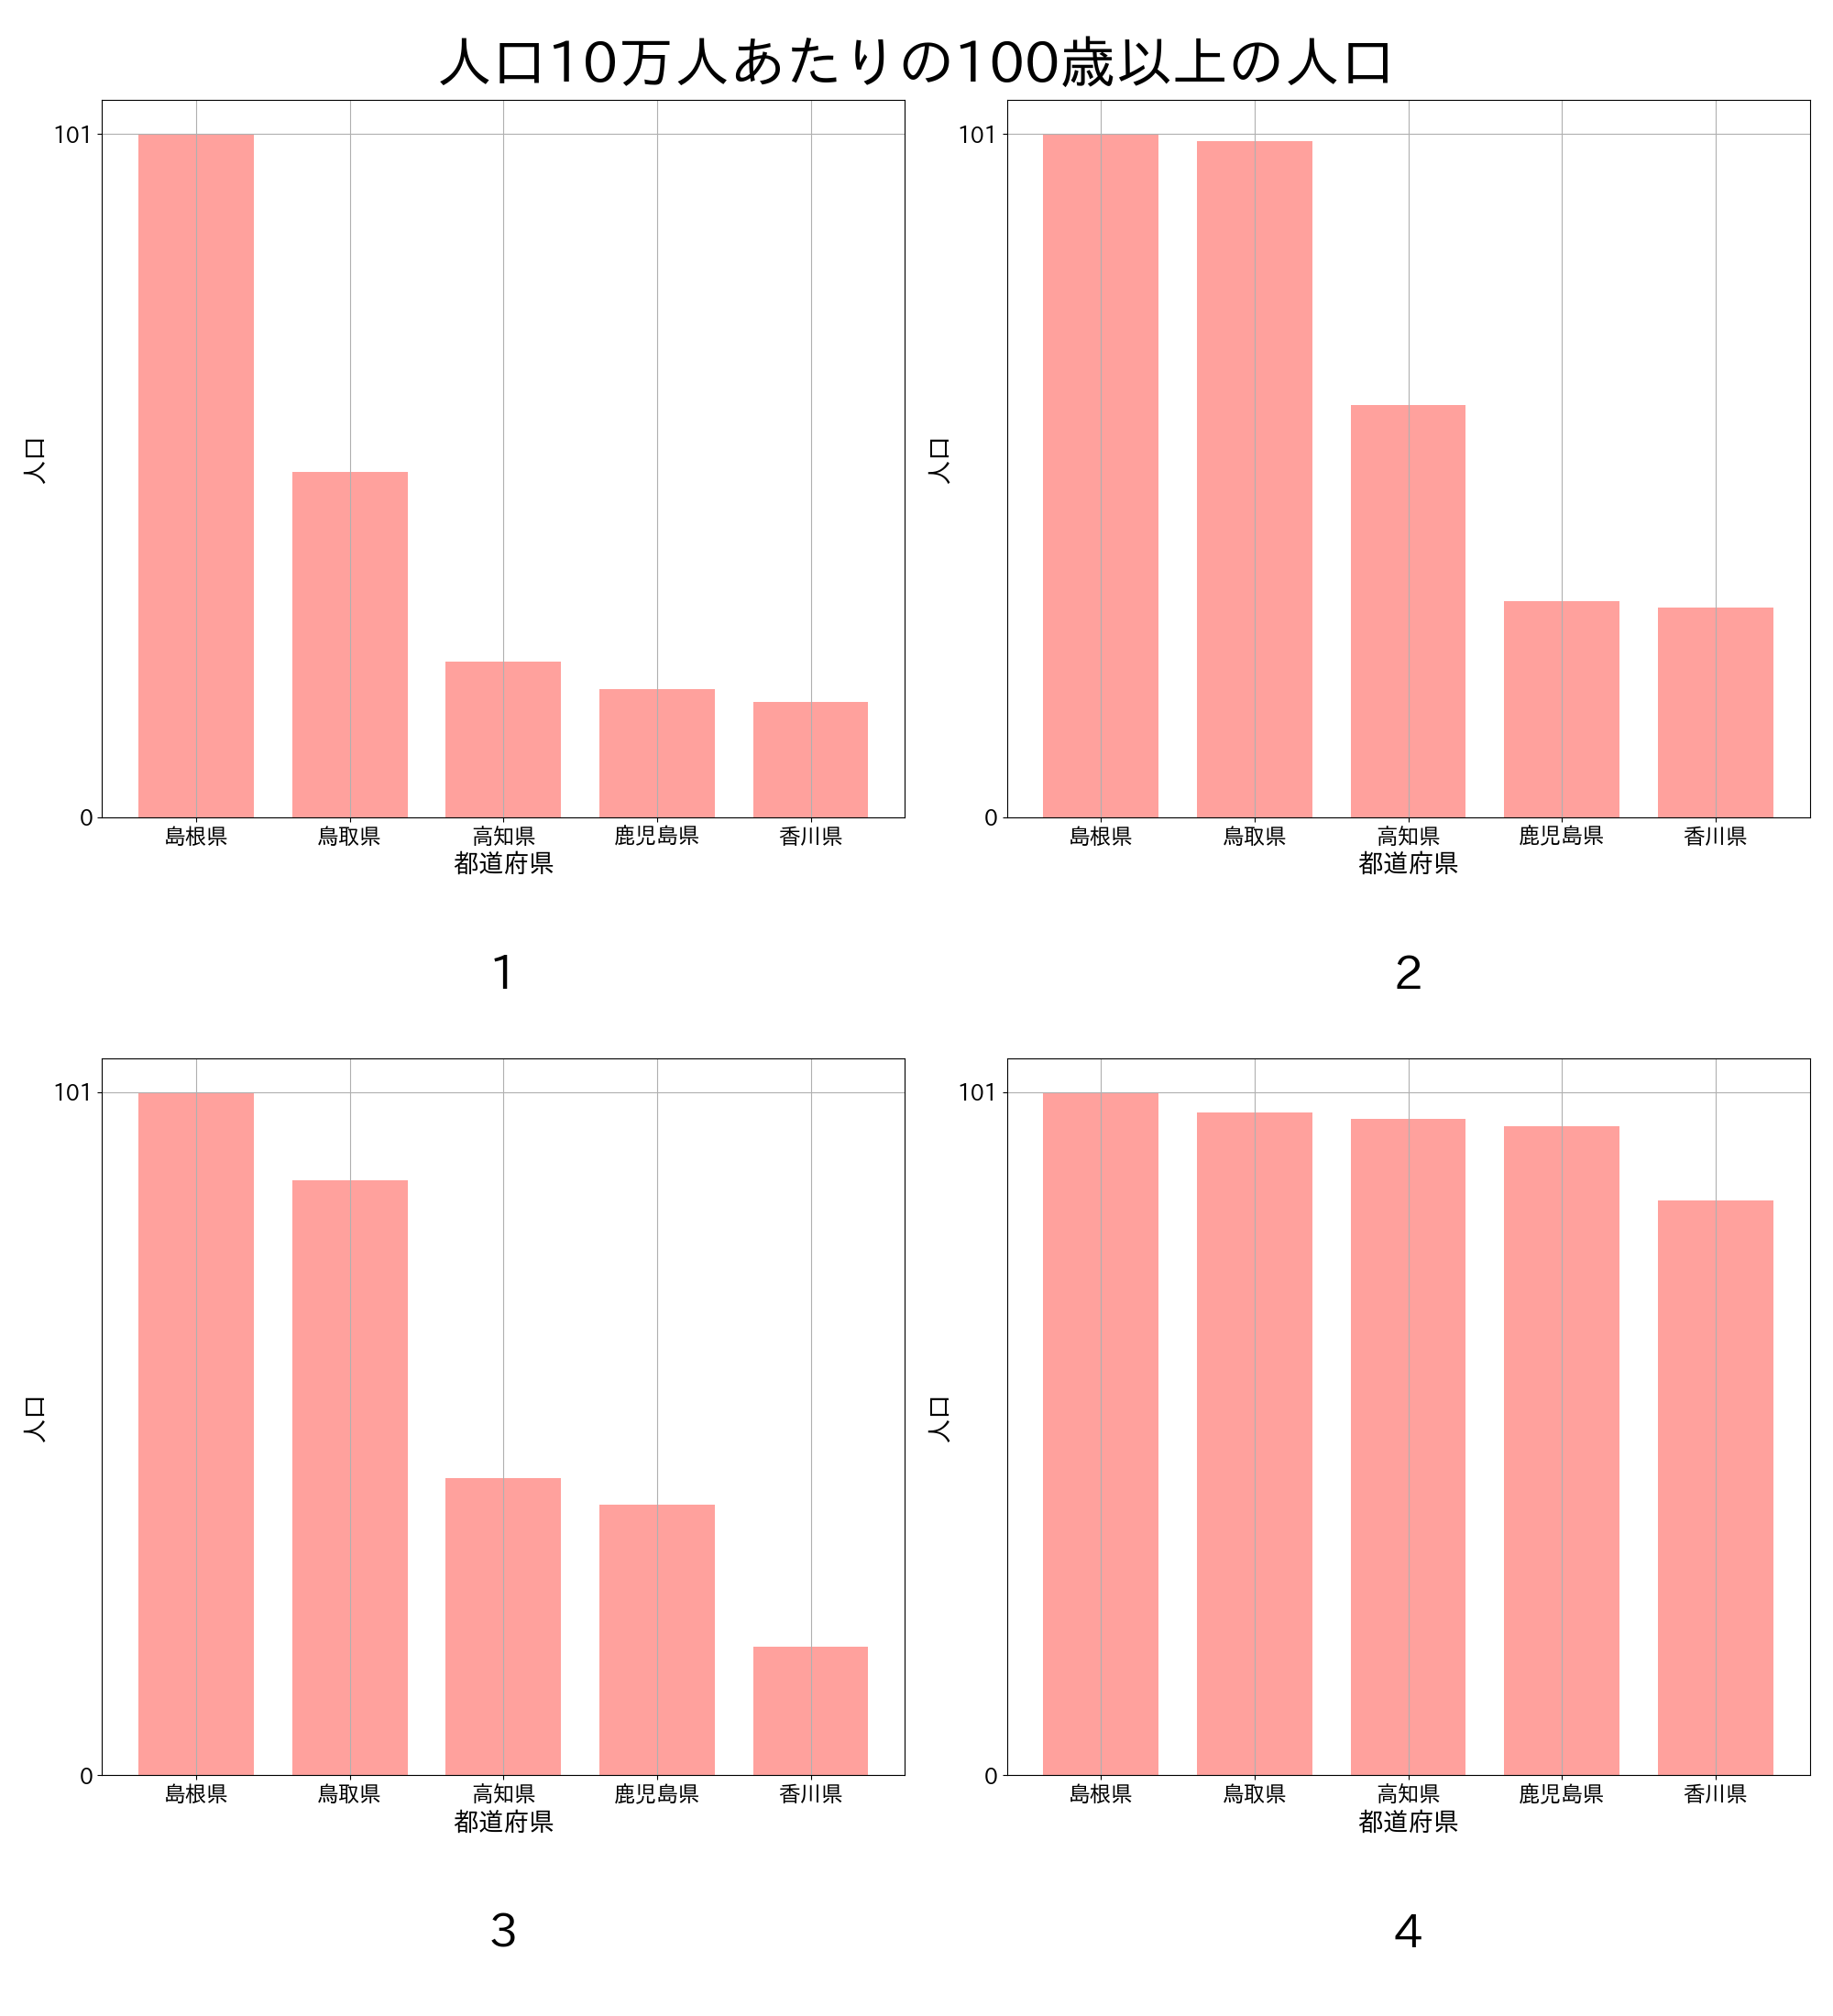 人口10万人あたりの100歳以上の人口
101
人口
0
島根県 鳥取県 高知県 鹿児島県 香川県
都道府県
1
101
人口
0
島根県 鳥取県 高知県 鹿児島県 香川県
都道府県
2
101
人口
0
島根県 鳥取県 高知県 鹿児島県 香川県
都道府県
3
101
人口
0
島根県 鳥取県 高知県 鹿児島県 香川県
都道府県
4